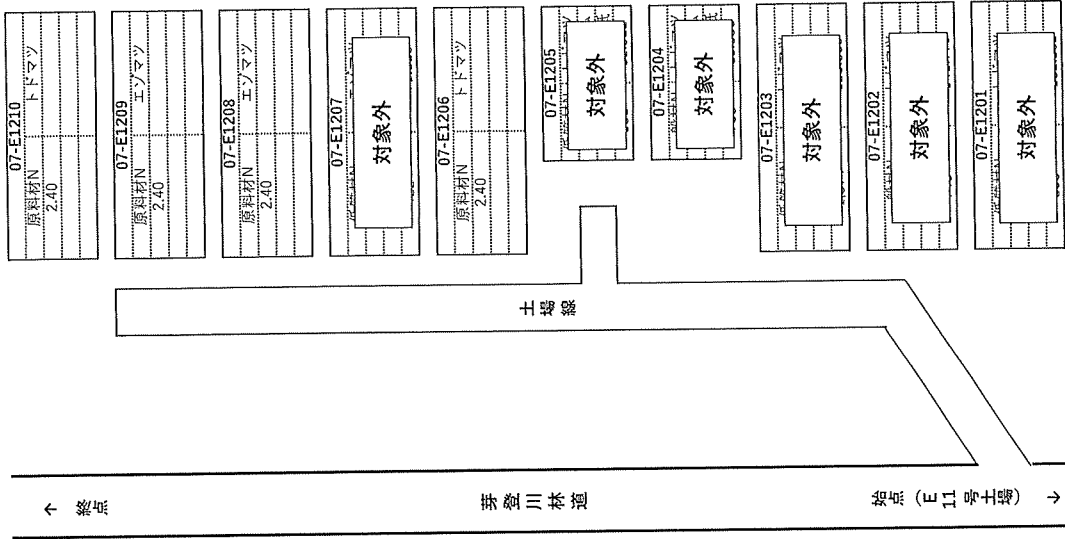 07-E1210
原料材N トドマツ
2.40
07-E1209
原料材N エゾマツ
2.40
07-E1208
原料材N エゾマツ
2.40
07-E1207
対象外
07-E1206
原料材N トドマツ
2.40
07-E1205
対象外
07-E1204
対象外
07-E1203
対象外
07-E1202
対象外
07-E1201
対象外
土場線
← 終点
芽登川林道
始点（E11号土場） →